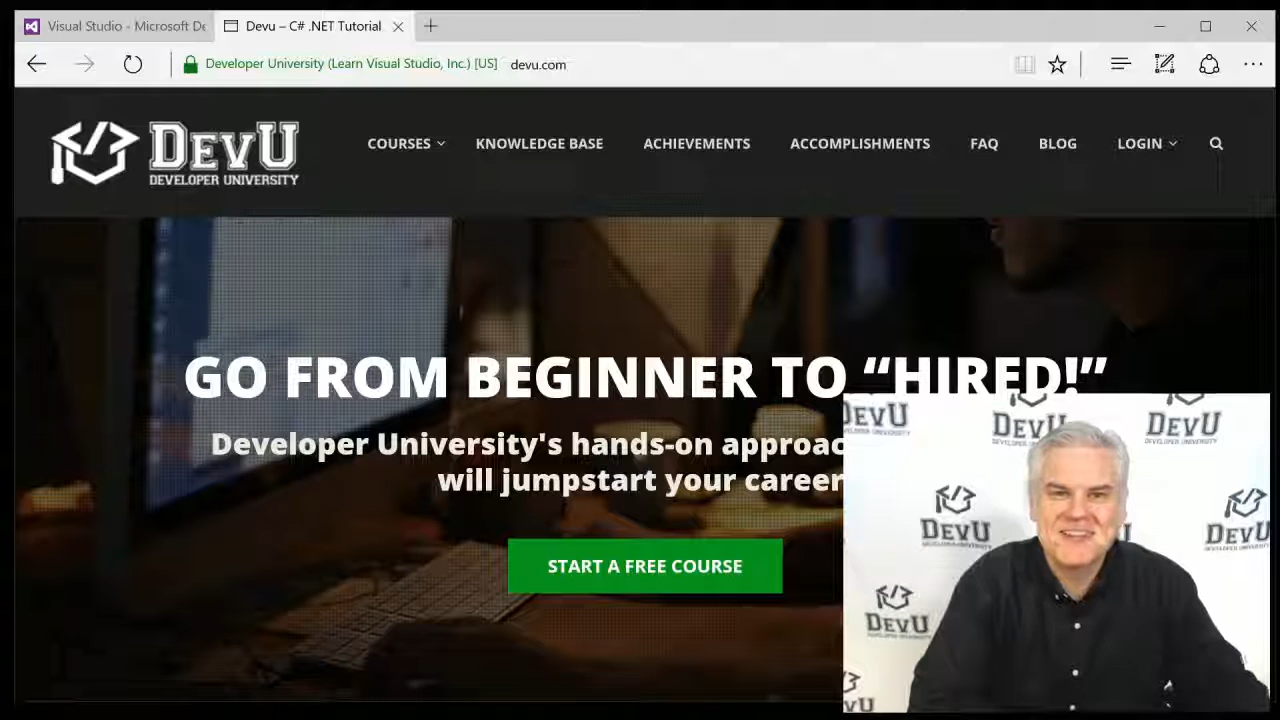 Visual Studio - Microsoft De
Devu – C# .NET Tutorial
Developer University (Learn Visual Studio, Inc.) [US]
devu.com
DEVU
DEVELOPER UNIVERSITY
COURSES
KNOWLEDGE BASE
ACHIEVEMENTS
ACCOMPLISHMENTS
FAQ
BLOG
LOGIN
GO FROM BEGINNER TO “HIRED!”
Developer University's hands-on approac
will jumpstart your career
START A FREE COURSE
DEVU
DEVU
DEVU
DEVU
DEVU
DEVU